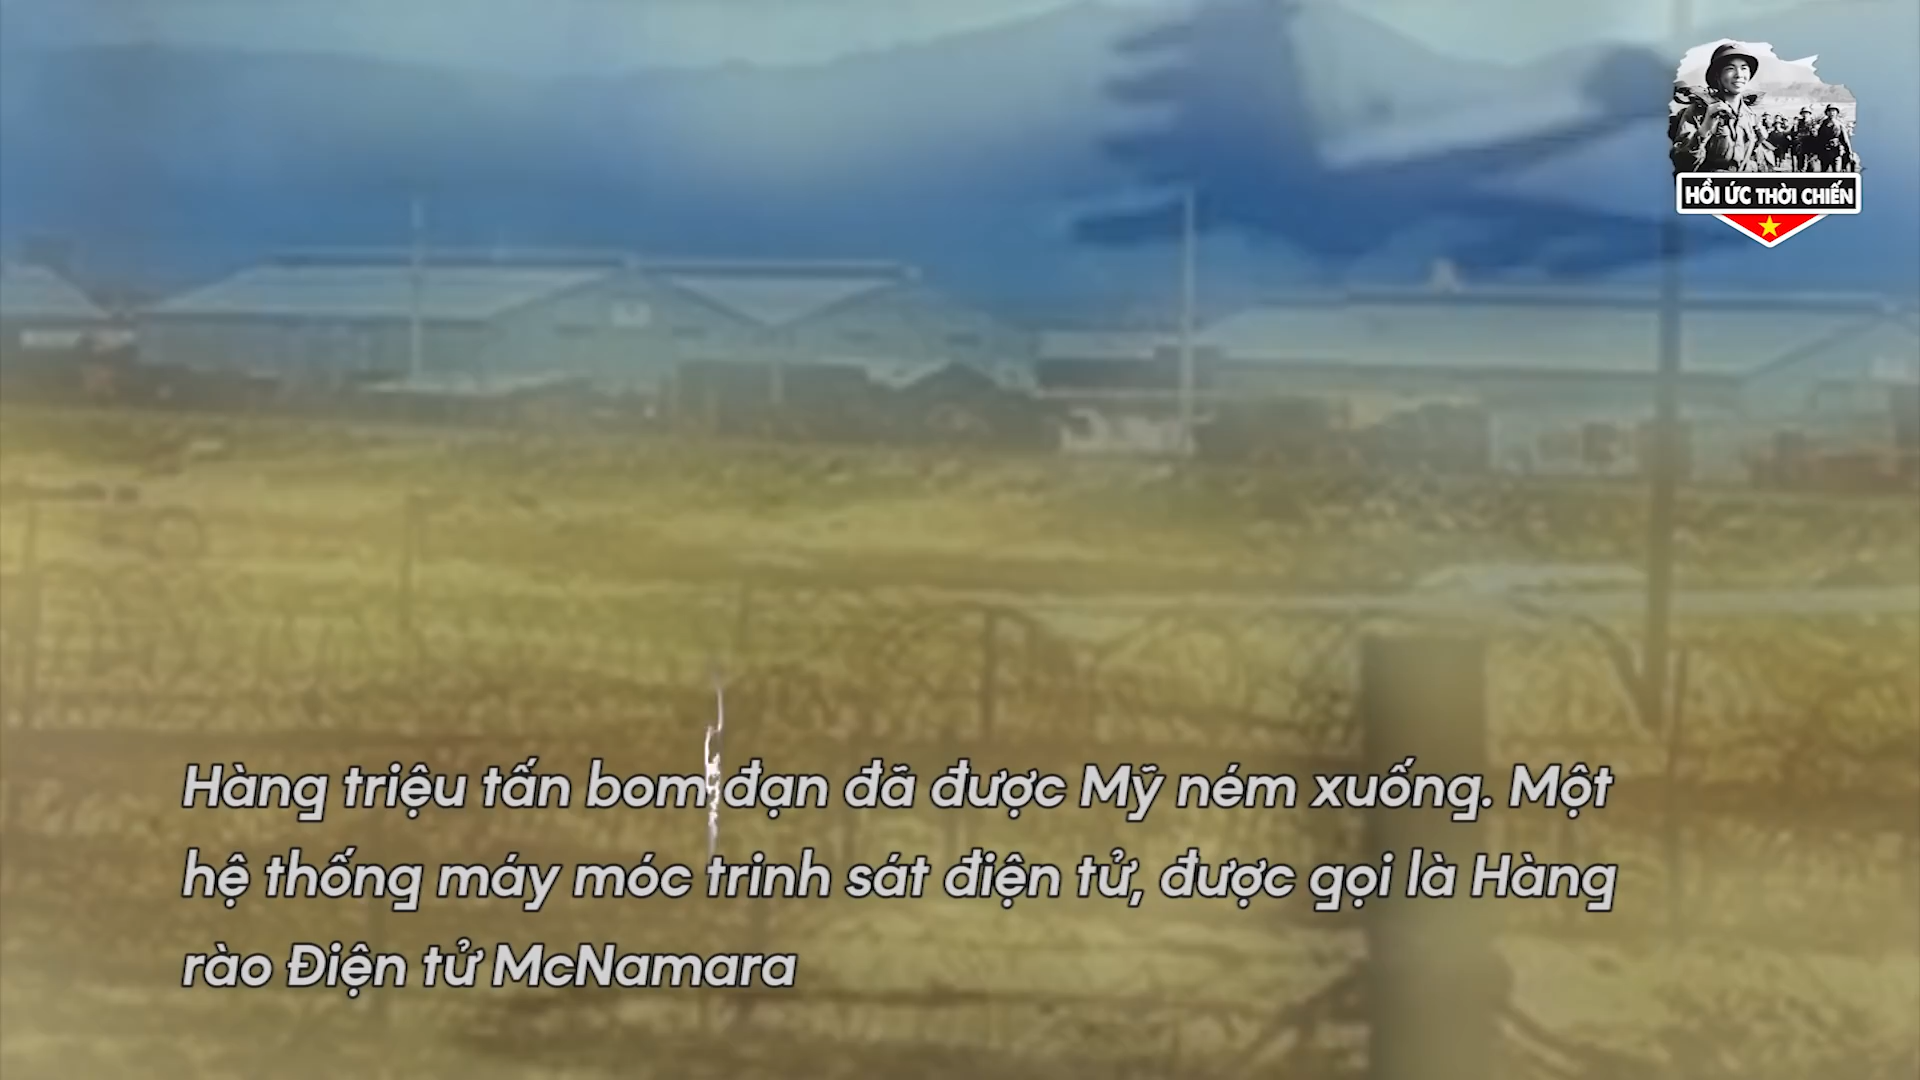 HỒI ỨC THỜI CHIẾN
Hàng triệu tấn bom đạn đã được Mỹ ném xuống. Một
hệ thống máy móc trinh sát điện tử, được gọi là Hàng
rào Điện tử McNamara